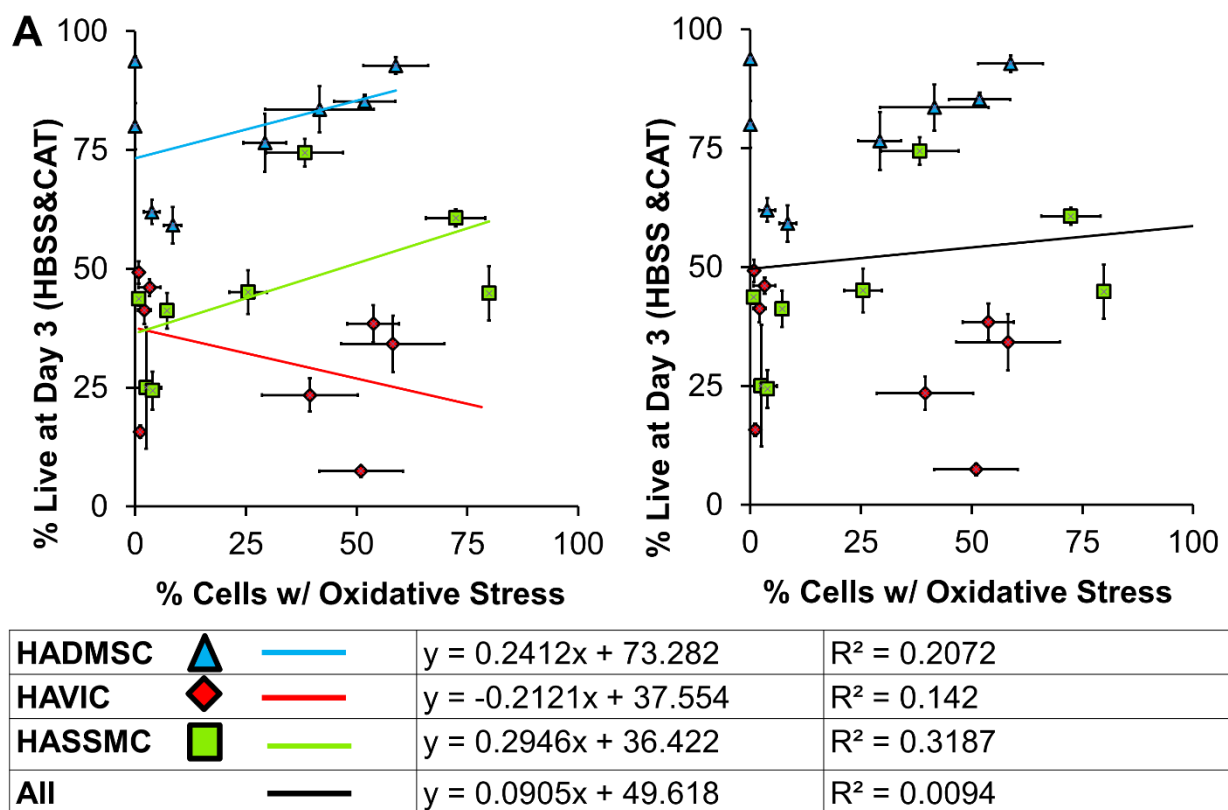 A
% Live at Day 3 (HBSS&CAT)
100
75
50
25
0
0 25 50 75 100
% Cells w/ Oxidative Stress
% Live at Day 3 (HBSS &CAT)
100
75
50
25
0
0 25 50 75 100
% Cells w/ Oxidative Stress
HADMSC y = 0.2412x + 73.282 R² = 0.2072
HAVIC y = -0.2121x + 37.554 R² = 0.142
HASSMC y = 0.2946x + 36.422 R² = 0.3187
All y = 0.0905x + 49.618 R² = 0.0094